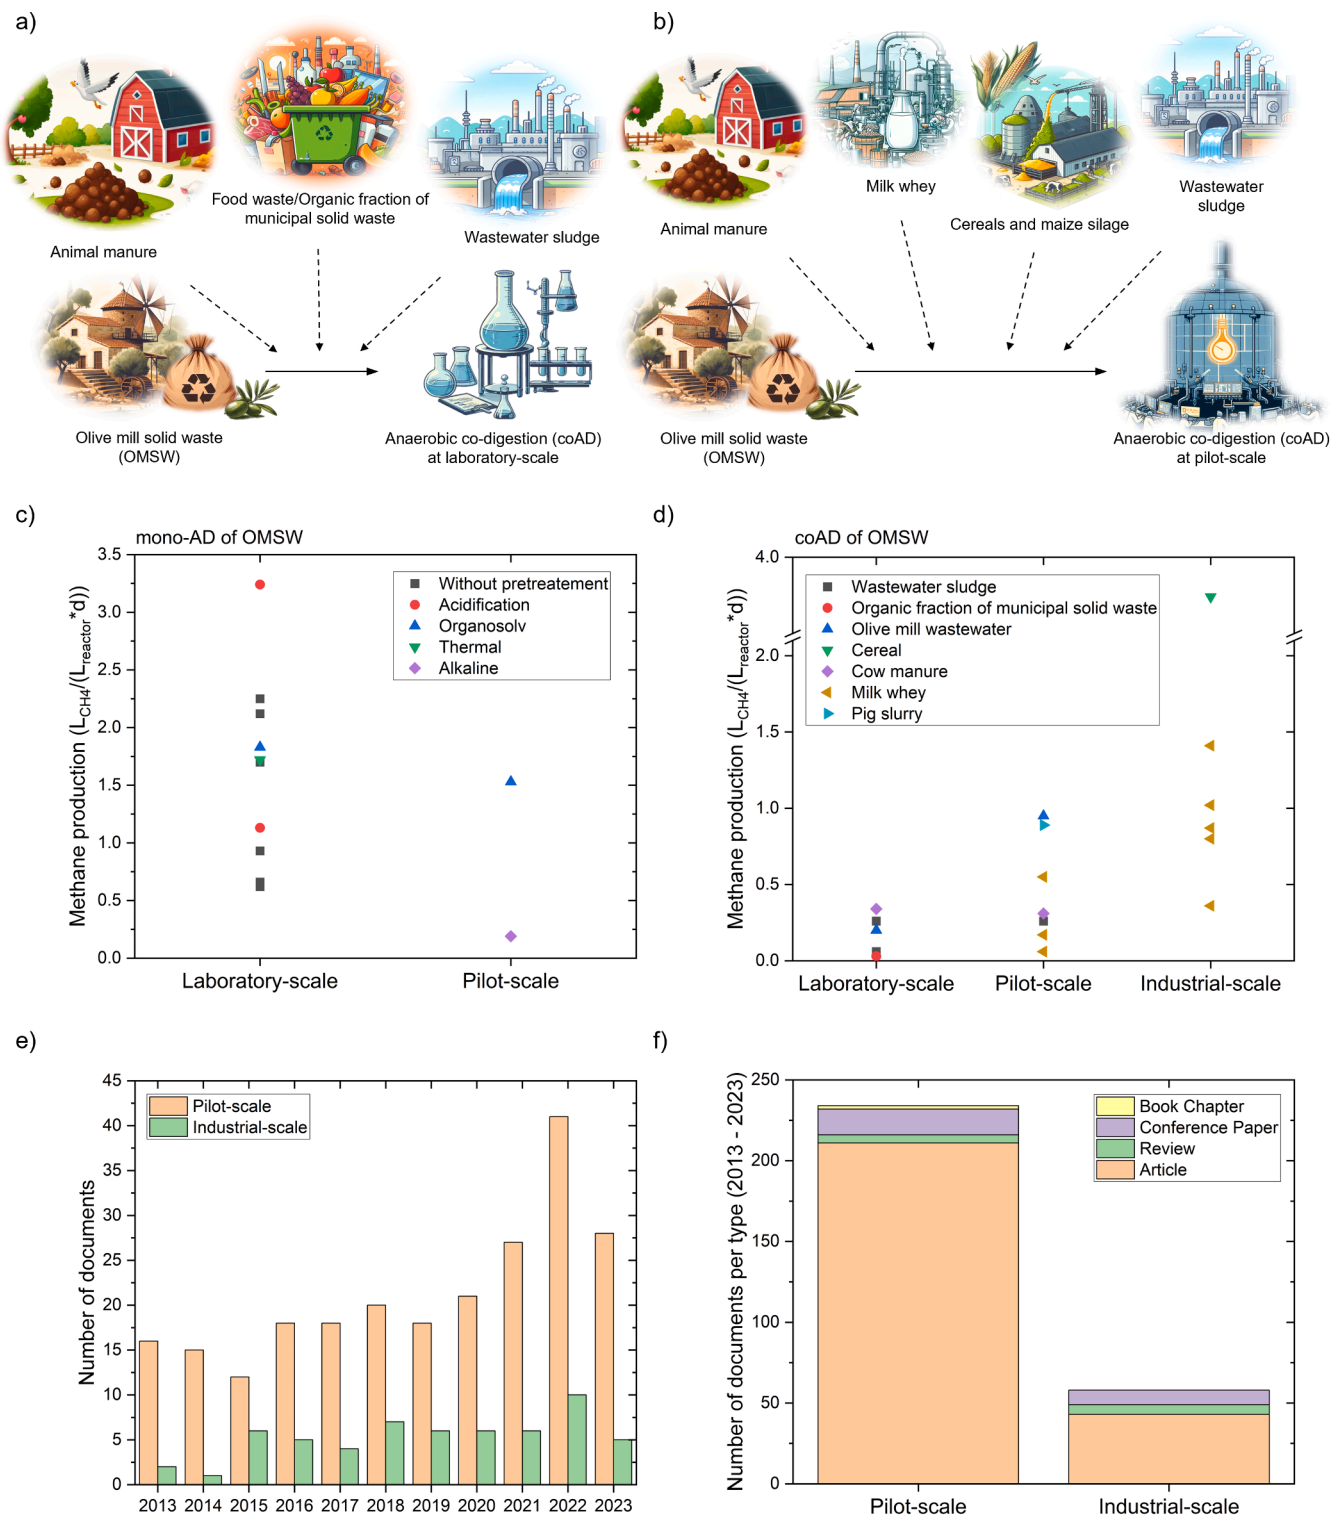 a)
Animal manure
Food waste/Organic fraction of
municipal solid waste
Wastewater sludge
Olive mill solid waste
(OMSW)
Anaerobic co-digestion (coAD)
at laboratory-scale
b)
Animal manure
Milk whey
Cereals and maize silage
Wastewater
sludge
Olive mill solid waste
(OMSW)
Anaerobic co-digestion (coAD)
at pilot-scale
c)
mono-AD of OMSW
Methane production (L_CH4/(L_reactor*d))
3.5
3.0
2.5
2.0
1.5
1.0
0.5
0.0
Without pretreatement
Acidification
Organosolv
Thermal
Alkaline
Laboratory-scale
Pilot-scale
d)
coAD of OMSW
Methane production (L_CH4/(L_reactor*d))
4.0
2.0
1.5
1.0
0.5
0.0
Wastewater sludge
Organic fraction of municipal solid waste
Olive mill wastewater
Cereal
Cow manure
Milk whey
Pig slurry
Laboratory-scale
Pilot-scale
Industrial-scale
e)
Number of documents
45
40
35
30
25
20
15
10
5
0
Pilot-scale
Industrial-scale
2013 2014 2015 2016 2017 2018 2019 2020 2021 2022 2023
f)
Number of documents per type (2013 - 2023)
250
200
150
100
50
0
Book Chapter
Conference Paper
Review
Article
Pilot-scale
Industrial-scale